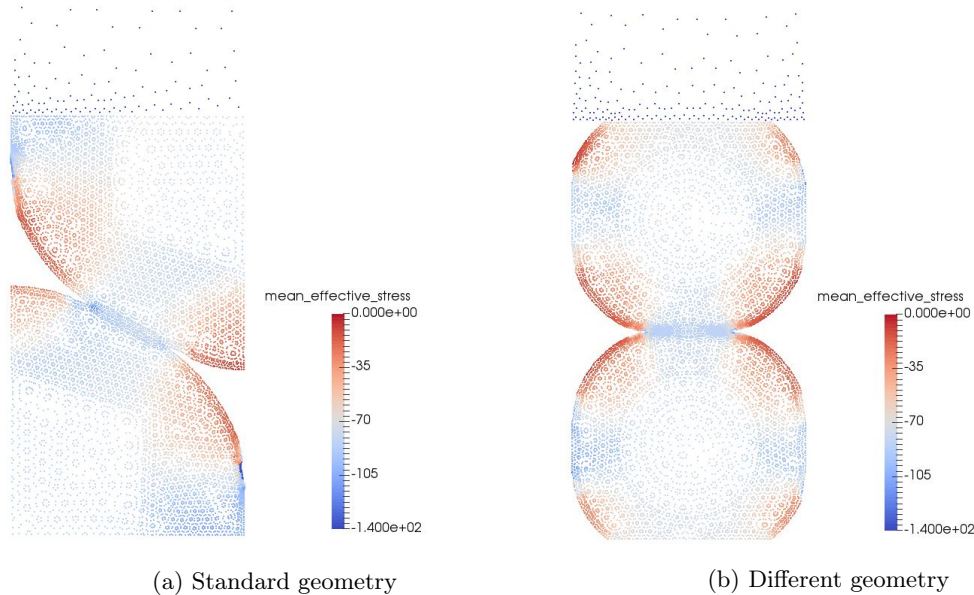 mean_effective_stress
0.000e+00
-35
-70
-105
-1.400e+02
(a) Standard geometry
mean_effective_stress
0.000e+00
-35
-70
-105
-1.400e+02
(b) Different geometry